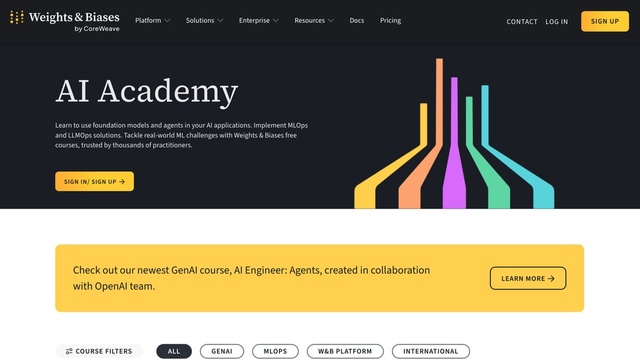 Weights & Biases
by CoreWeave
Platform
Solutions
Enterprise
Resources
Docs
Pricing
CONTACT
LOG IN
SIGN UP
AI Academy
Learn to use foundation models and agents in your AI applications. Implement MLOps
and LLMOps solutions. Tackle real-world ML challenges with Weights & Biases free
courses, trusted by thousands of practitioners.
SIGN IN/ SIGN UP
Check out our newest GenAI course, AI Engineer: Agents, created in collaboration
with OpenAI team.
LEARN MORE
COURSE FILTERS
ALL
GENAI
MLOPS
W&B PLATFORM
INTERNATIONAL